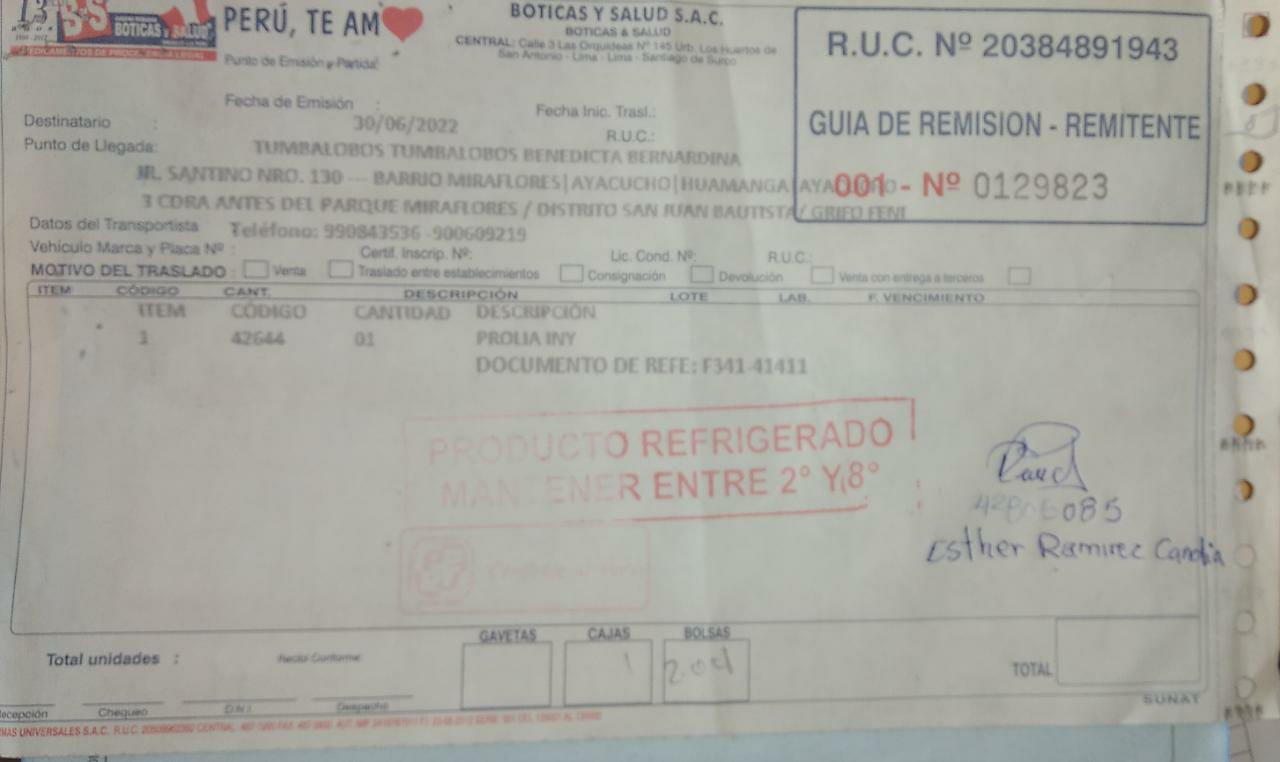 BOTICAS Y SALUD
PERÚ, TE AM
BOTICAS Y SALUD S.A.C.
BOTICAS & SALUD
CENTRAL: Calle 3 Las Orquideas Nº 145 Urb. Los Huertos de
San Antonio - Lima - Lima - Santiago de Surco
Punto de Emisión y Partida:
R.U.C. Nº 20384891943
GUIA DE REMISION - REMITENTE
001 - Nº 0129823
Fecha de Emisión :
Fecha Inic. Trasl.:
30/06/2022
Destinatario :
R.U.C.:
Punto de Llegada:
TUMBALOBOS TUMBALOBOS BENEDICTA BERNARDINA
JR. SANTINO NRO. 130 --- BARRIO MIRAFLORES|AYACUCHO|HUAMANGA|AYA
3 CDRA ANTES DEL PARQUE MIRAFLORES / DISTRITO SAN JUAN BAUTISTA/ GRIFO FENI
Datos del Transportista
Teléfono: 990843536 -900609219
Vehículo Marca y Placa Nº :
Certif. Inscrip. Nº:
Lic. Cond. Nº:
R.U.C.:
MOTIVO DEL TRASLADO : Venta Traslado entre establecimientos Consignación Devolución Venta con entrega a terceros
ITEM CÓDIGO CANT. DESCRIPCIÓN LOTE LAB. F. VENCIMIENTO
ITEM CÓDIGO CANTIDAD DESCRIPCIÓN
1 42644 01 PROLIA INY
DOCUMENTO DE REFE: F341-41411
PRODUCTO REFRIGERADO
MANTENER ENTRE 2° Y 8°
085
Esther Ramirez Candia
GAVETAS CAJAS BOLSAS
Total unidades :
Recibí Conforme
1
TOTAL
SUNAT
Recepción Chequeo D.N.I. Despacho